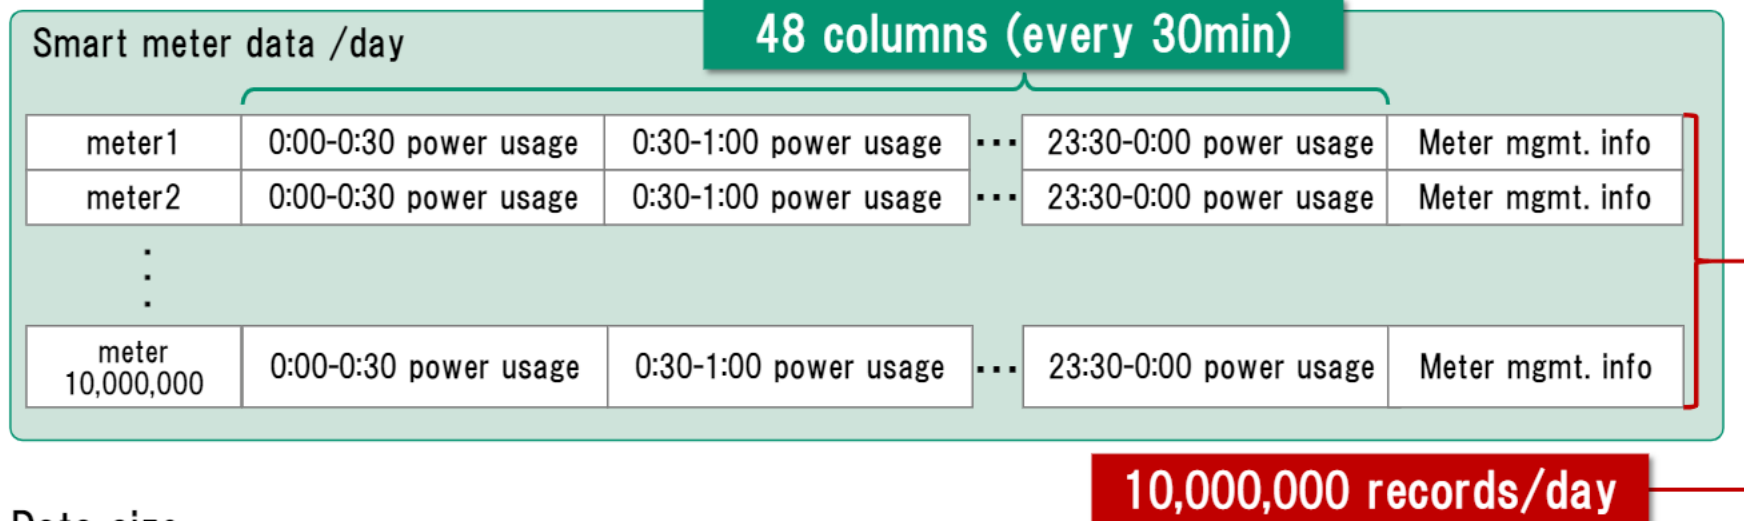 Smart meter data /day
48 columns (every 30min)
meter1 0:00-0:30 power usage 0:30-1:00 power usage ··· 23:30-0:00 power usage Meter mgmt. info
meter2 0:00-0:30 power usage 0:30-1:00 power usage ··· 23:30-0:00 power usage Meter mgmt. info
meter
10,000,000 0:00-0:30 power usage 0:30-1:00 power usage ··· 23:30-0:00 power usage Meter mgmt. info
10,000,000 records/day
Data size